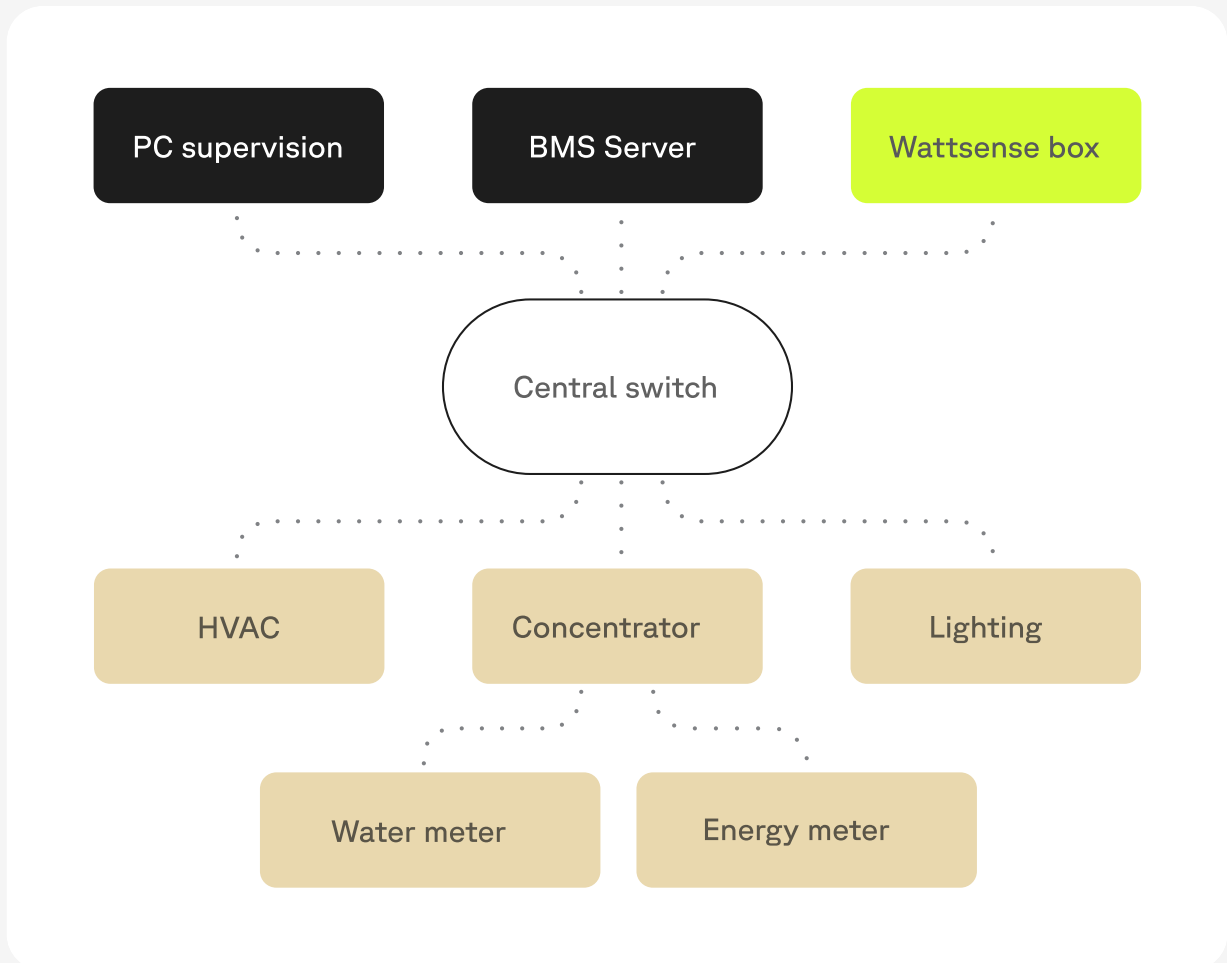 PC supervision
BMS Server
Wattsense box
Central switch
HVAC
Concentrator
Lighting
Water meter
Energy meter